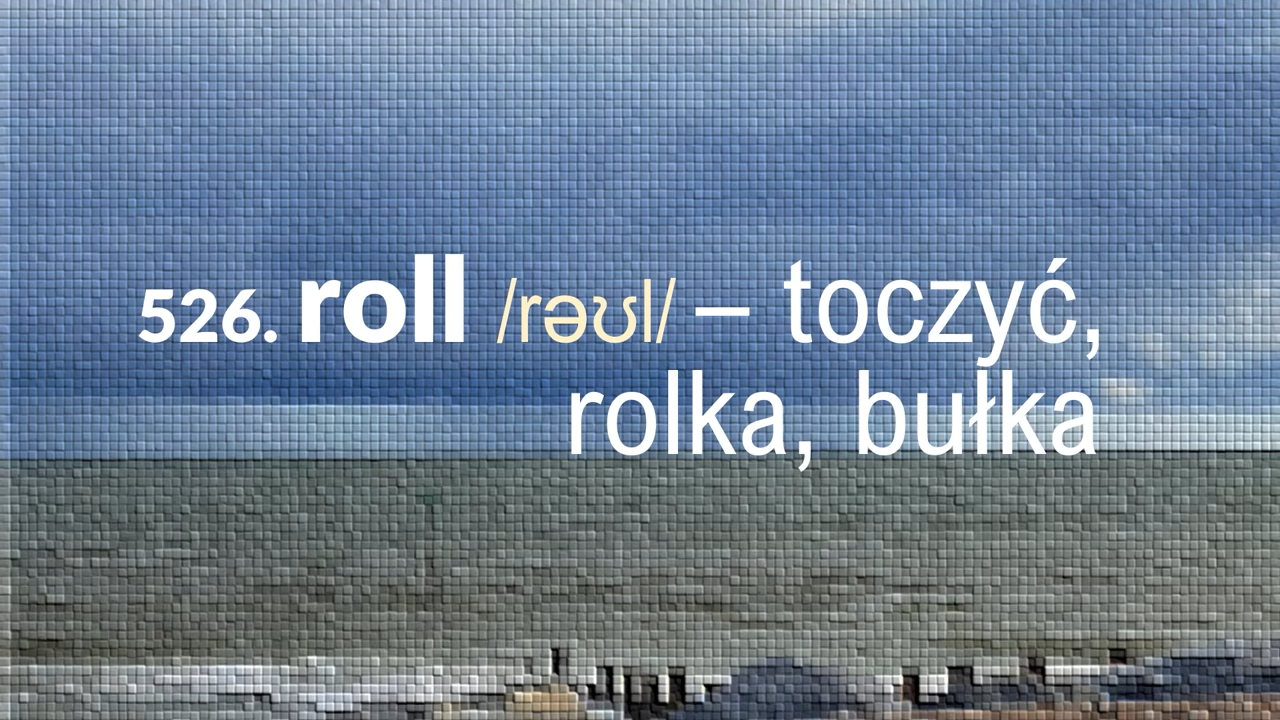 526. roll /rəʊl/ – toczyć,
rolka, bułka